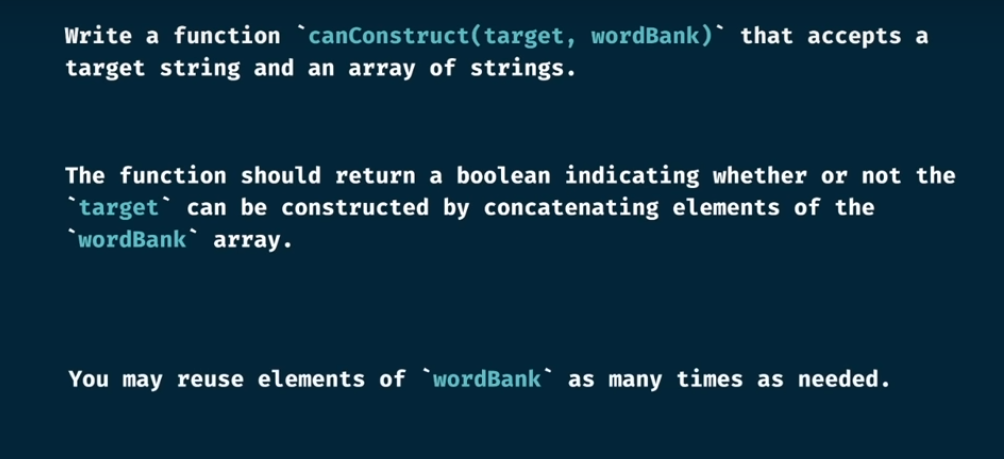 Write a function `canConstruct(target, wordBank)` that accepts a
target string and an array of strings.
The function should return a boolean indicating whether or not the
`target` can be constructed by concatenating elements of the
`wordBank` array.
You may reuse elements of `wordBank` as many times as needed.